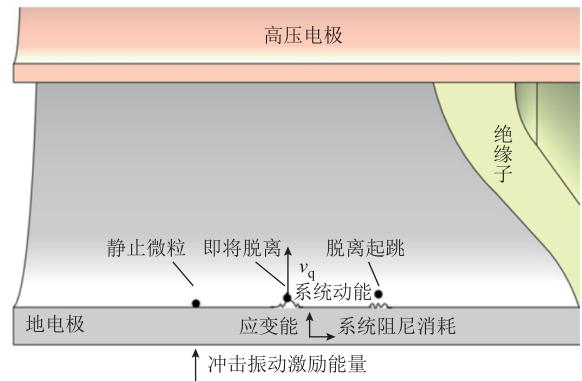 高压电极
绝缘子
静止微粒
即将脱离
脱离起跳
vq
系统动能
地电极
应变能
系统阻尼消耗
冲击振动激励能量